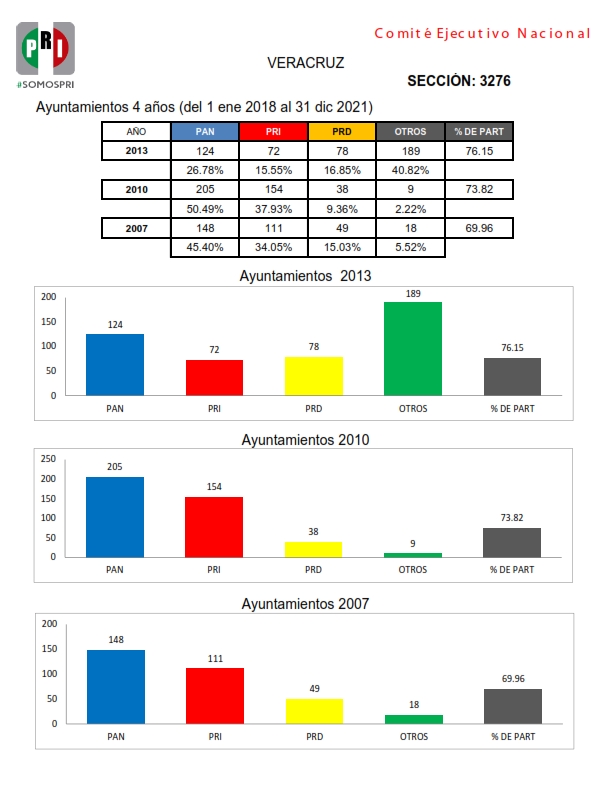 PRI
#SOMOSPRI
Comité Ejecutivo Nacional
VERACRUZ
SECCIÓN: 3276
Ayuntamientos 4 años (del 1 ene 2018 al 31 dic 2021)
AÑO PAN PRI PRD OTROS % DE PART
2013 124 72 78 189 76.15
26.78% 15.55% 16.85% 40.82%
2010 205 154 38 9 73.82
50.49% 37.93% 9.36% 2.22%
2007 148 111 49 18 69.96
45.40% 34.05% 15.03% 5.52%
Ayuntamientos 2013
200
150
100
50
0
124 72 78 189 76.15
PAN PRI PRD OTROS % DE PART
Ayuntamientos 2010
250
200
150
100
50
0
205 154 38 9 73.82
PAN PRI PRD OTROS % DE PART
Ayuntamientos 2007
200
150
100
50
0
148 111 49 18 69.96
PAN PRI PRD OTROS % DE PART